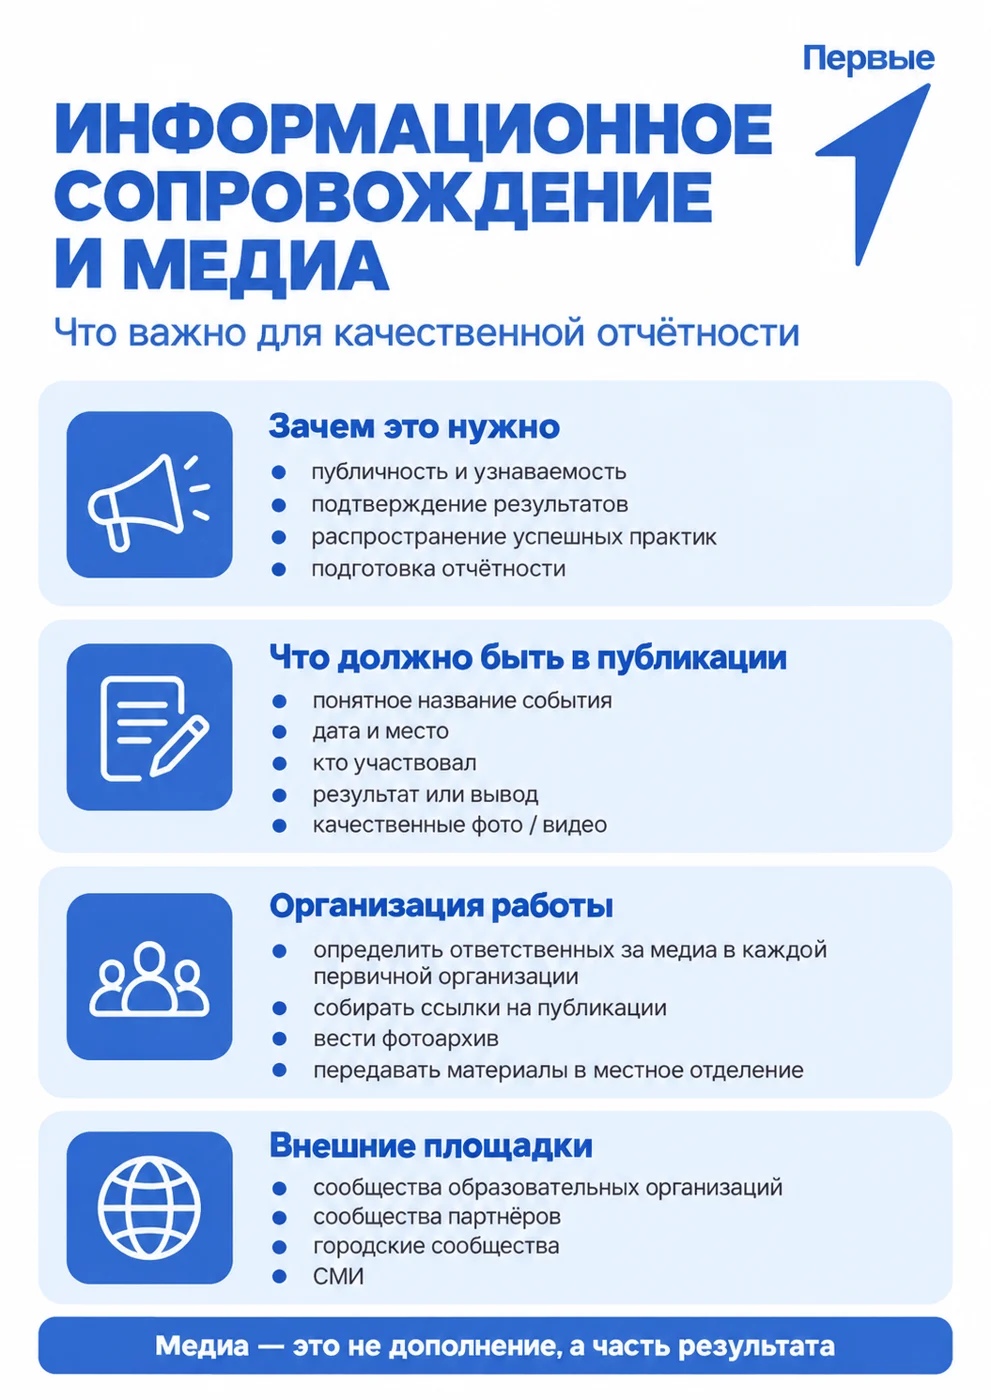 Первые
ИНФОРМАЦИОННОЕ
СОПРОВОЖДЕНИЕ
И МЕДИА
Что важно для качественной отчётности
Зачем это нужно
публичность и узнаваемость
подтверждение результатов
распространение успешных практик
подготовка отчётности
Что должно быть в публикации
понятное название события
дата и место
кто участвовал
результат или вывод
качественные фото / видео
Организация работы
определить ответственных за медиа в каждой
первичной организации
собирать ссылки на публикации
вести фотоархив
передавать материалы в местное отделение
Внешние площадки
сообщества образовательных организаций
сообщества партнёров
городские сообщества
СМИ
Медиа — это не дополнение, а часть результата